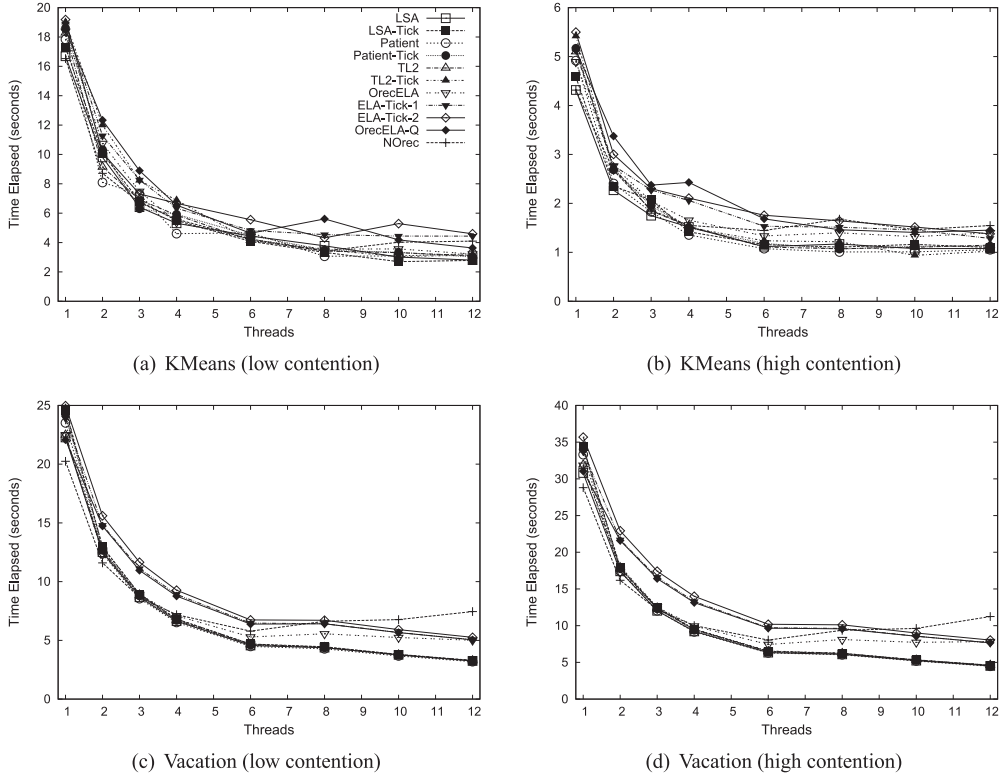 20
18
16
14
12
10
8
6
4
2
0
Time Elapsed (seconds)
LSA
LSA-Tick
Patient
Patient-Tick
TL2
TL2-Tick
OrecELA
ELA-Tick-1
ELA-Tick-2
OrecELA-Q
NOrec
1 2 3 4 5 6 7 8 9 10 11 12
Threads
(a) KMeans (low contention)
6
5
4
3
2
1
0
Time Elapsed (seconds)
1 2 3 4 5 6 7 8 9 10 11 12
Threads
(b) KMeans (high contention)
25
20
15
10
5
0
Time Elapsed (seconds)
1 2 3 4 5 6 7 8 9 10 11 12
Threads
(c) Vacation (low contention)
40
35
30
25
20
15
10
5
0
Time Elapsed (seconds)
1 2 3 4 5 6 7 8 9 10 11 12
Threads
(d) Vacation (high contention)